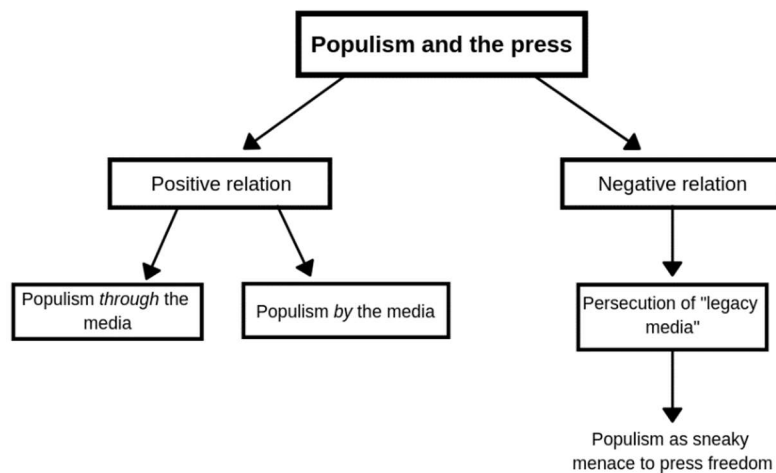 Populism and the press
Positive relation
Negative relation
Populism through the
media
Populism by the media
Persecution of "legacy
media"
Populism as sneaky
menace to press freedom